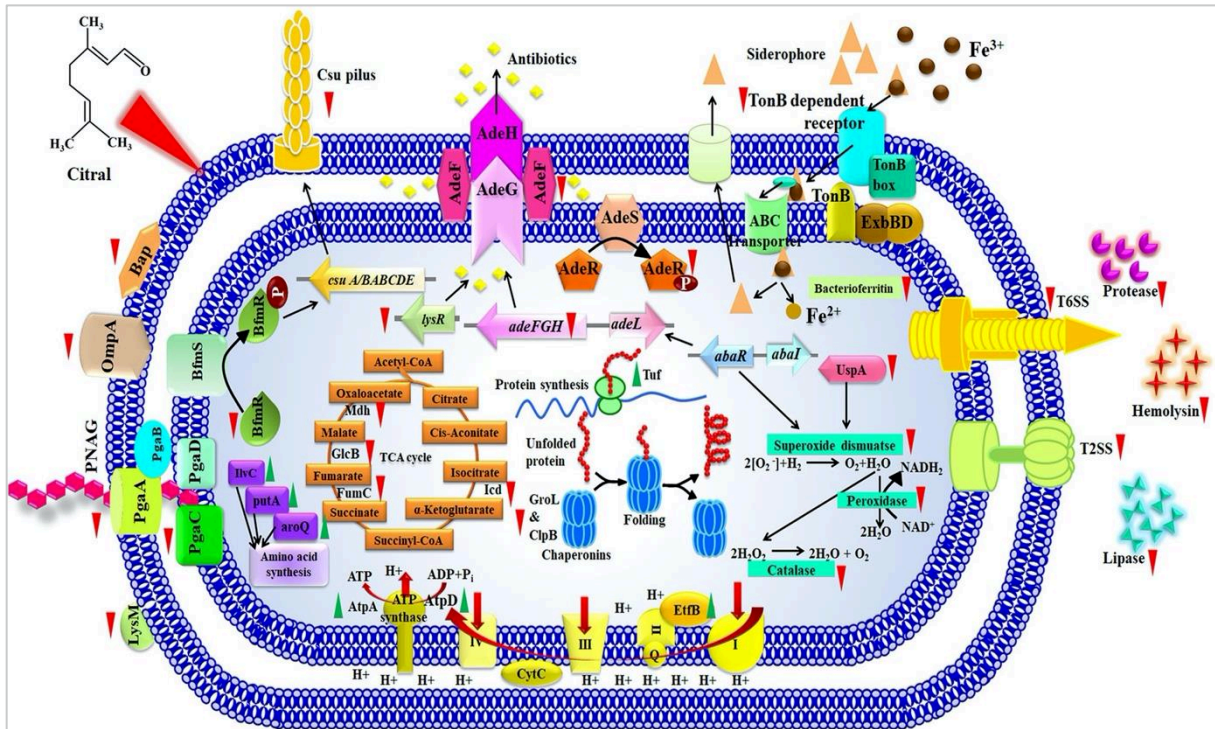 CH₃
O
H₃C
CH₃
Citral
Csu pilus
Antibiotics
AdeH
AdeF
AdeG
AdeF
Siderophore
Fe³⁺
TonB dependent
receptor
TonB
box
TonB
ExbBD
ABC
Transporter
AdeS
AdeR
AdeR
P
Bap
OmpA
BfmS
BfmR
P
BfmR
csu A/BABCDE
lysR
adeFGH
adeL
abaR
abaI
UspA
Bacterioferritin
Fe²⁺
T6SS
Protease
Hemolysin
T2SS
Lipase
Acetyl-CoA
Oxaloacetate
Citrate
Mdh
Malate
Cis-Aconitate
GlcB
TCA cycle
Fumarate
Isocitrate
FumC
Icd
Succinate
α-Ketoglutarate
Succinyl-CoA
Protein synthesis
Tuf
Unfolded
protein
GroL
&
ClpB
Chaperonins
Folding
Superoxide dismuatse
2[O₂⁻]+H₂
O₂+H₂O
NADH₂
Peroxidase
NAD⁺
2H₂O
2H₂O₂
2H₂O + O₂
Catalase
PNAG
PgaB
PgaD
PgaA
PgaC
IlvC
putA
aroQ
Amino acid
synthesis
LysM
H+
ATP
ADP+Pᵢ
AtpA
ATP
synthase
AtpD
IV
III
H+
H+
II
Q
EtfB
I
CytC
H+
H+
H+
H+
H+
H+
H+
H+
H+
H+